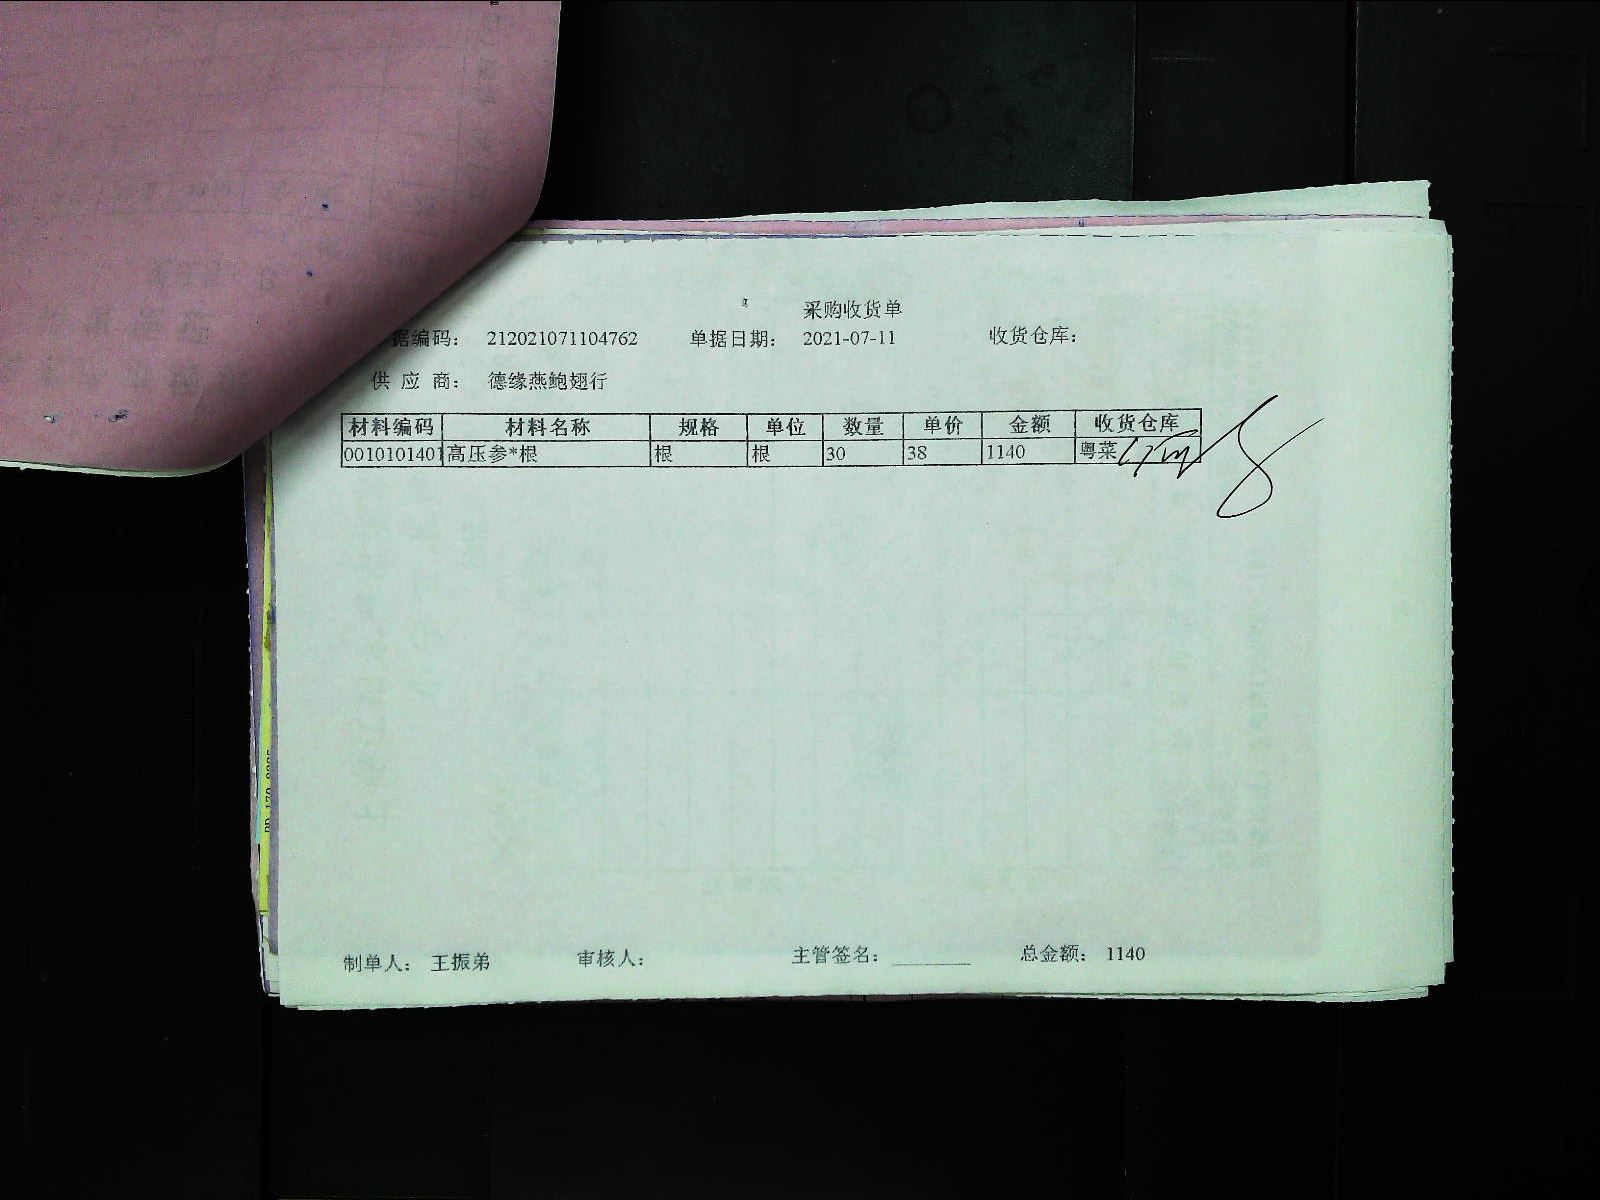 采购收货单
据编码： 212021071104762 单据日期： 2021-07-11 收货仓库：
供 应 商： 德缘燕鲍翅行
材料编码 材料名称 规格 单位 数量 单价 金额 收货仓库
0010101401 高压参*根 根 根 30 38 1140 粤菜
制单人： 王振弟 审核人： 主管签名： ________ 总金额： 1140